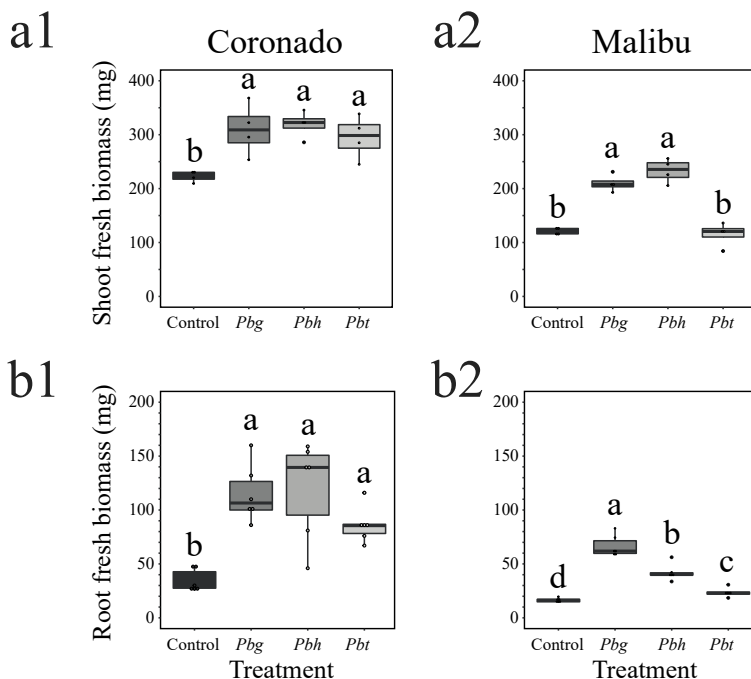 a1
Coronado
a2
Malibu
Shoot fresh biomass (mg)
400
300
200
100
0
b
a
a
a
Control Pbg Pbh Pbt
400
300
200
100
0
b
a
a
b
Control Pbg Pbh Pbt
b1
b2
Root fresh biomass (mg)
200
150
100
50
0
b
a
a
a
Control Pbg Pbh Pbt
Treatment
200
150
100
50
0
d
a
b
c
Control Pbg Pbh Pbt
Treatment